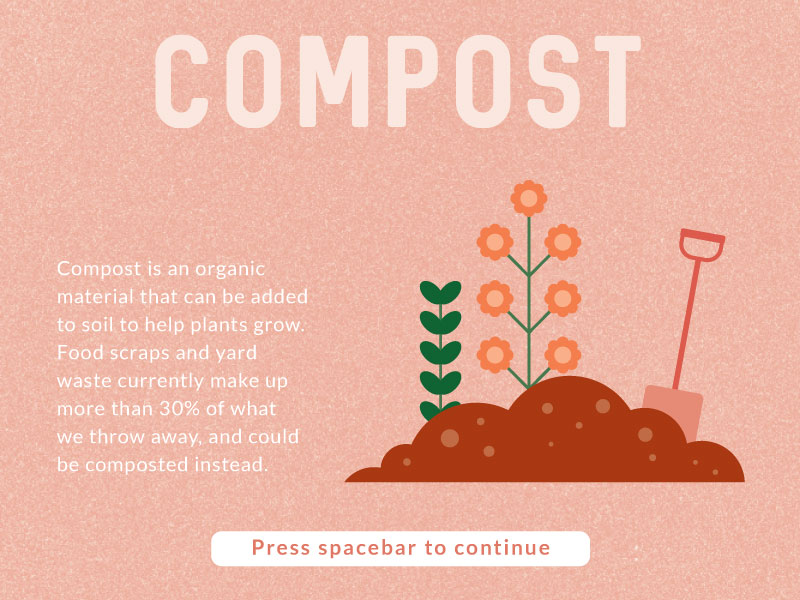 COMPOST
Compost is an organic
material that can be added
to soil to help plants grow.
Food scraps and yard
waste currently make up
more than 30% of what
we throw away, and could
be composted instead.
Press spacebar to continue